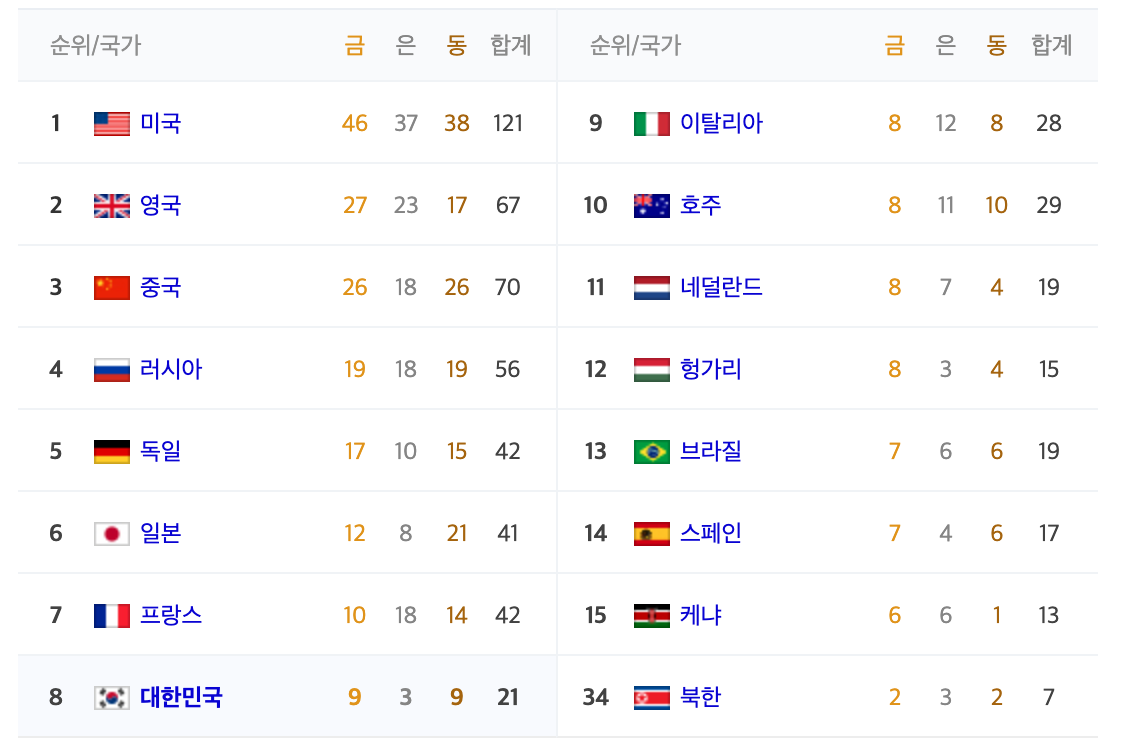 순위/국가 금 은 동 합계
1 미국 46 37 38 121
2 영국 27 23 17 67
3 중국 26 18 26 70
4 러시아 19 18 19 56
5 독일 17 10 15 42
6 일본 12 8 21 41
7 프랑스 10 18 14 42
8 대한민국 9 3 9 21
순위/국가 금 은 동 합계
9 이탈리아 8 12 8 28
10 호주 8 11 10 29
11 네덜란드 8 7 4 19
12 헝가리 8 3 4 15
13 브라질 7 6 6 19
14 스페인 7 4 6 17
15 케냐 6 6 1 13
34 북한 2 3 2 7